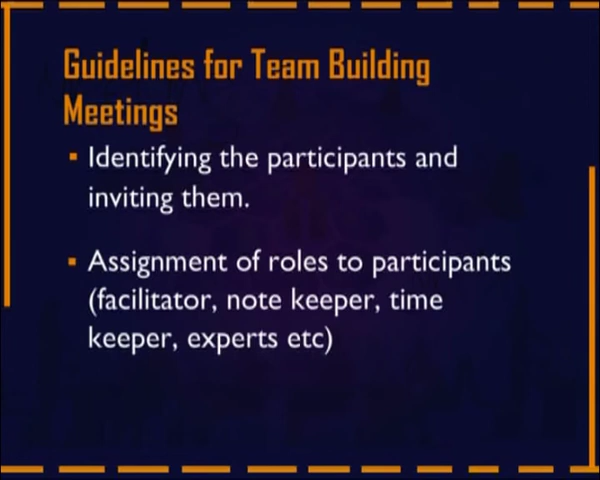 Guidelines for Team Building
Meetings
▪ Identifying the participants and
inviting them.
▪ Assignment of roles to participants
(facilitator, note keeper, time
keeper, experts etc)